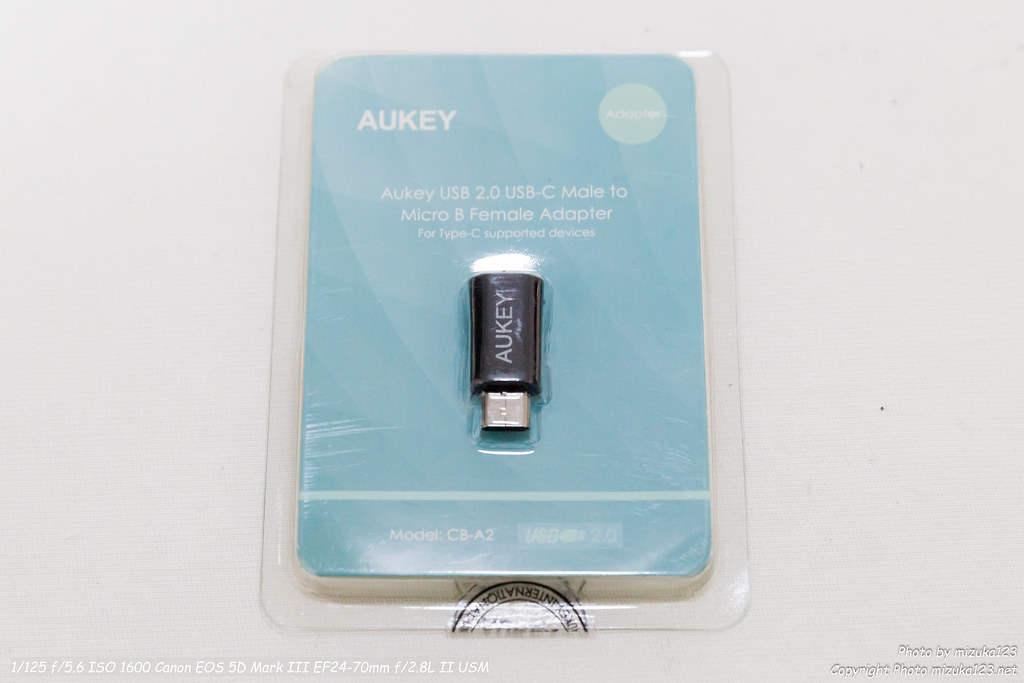 AUKEY
Adapter
Aukey USB 2.0 USB-C Male to
Micro B Female Adapter
For Type-C supported devices
AUKEY
Model: CB-A2
USB 2.0
INTERNATIONAL
1/125 f/5.6 ISO 1600 Canon EOS 5D Mark III EF24-70mm f/2.8L II USM
Photo by mizuka123
Copyright Photo mizuka123.net